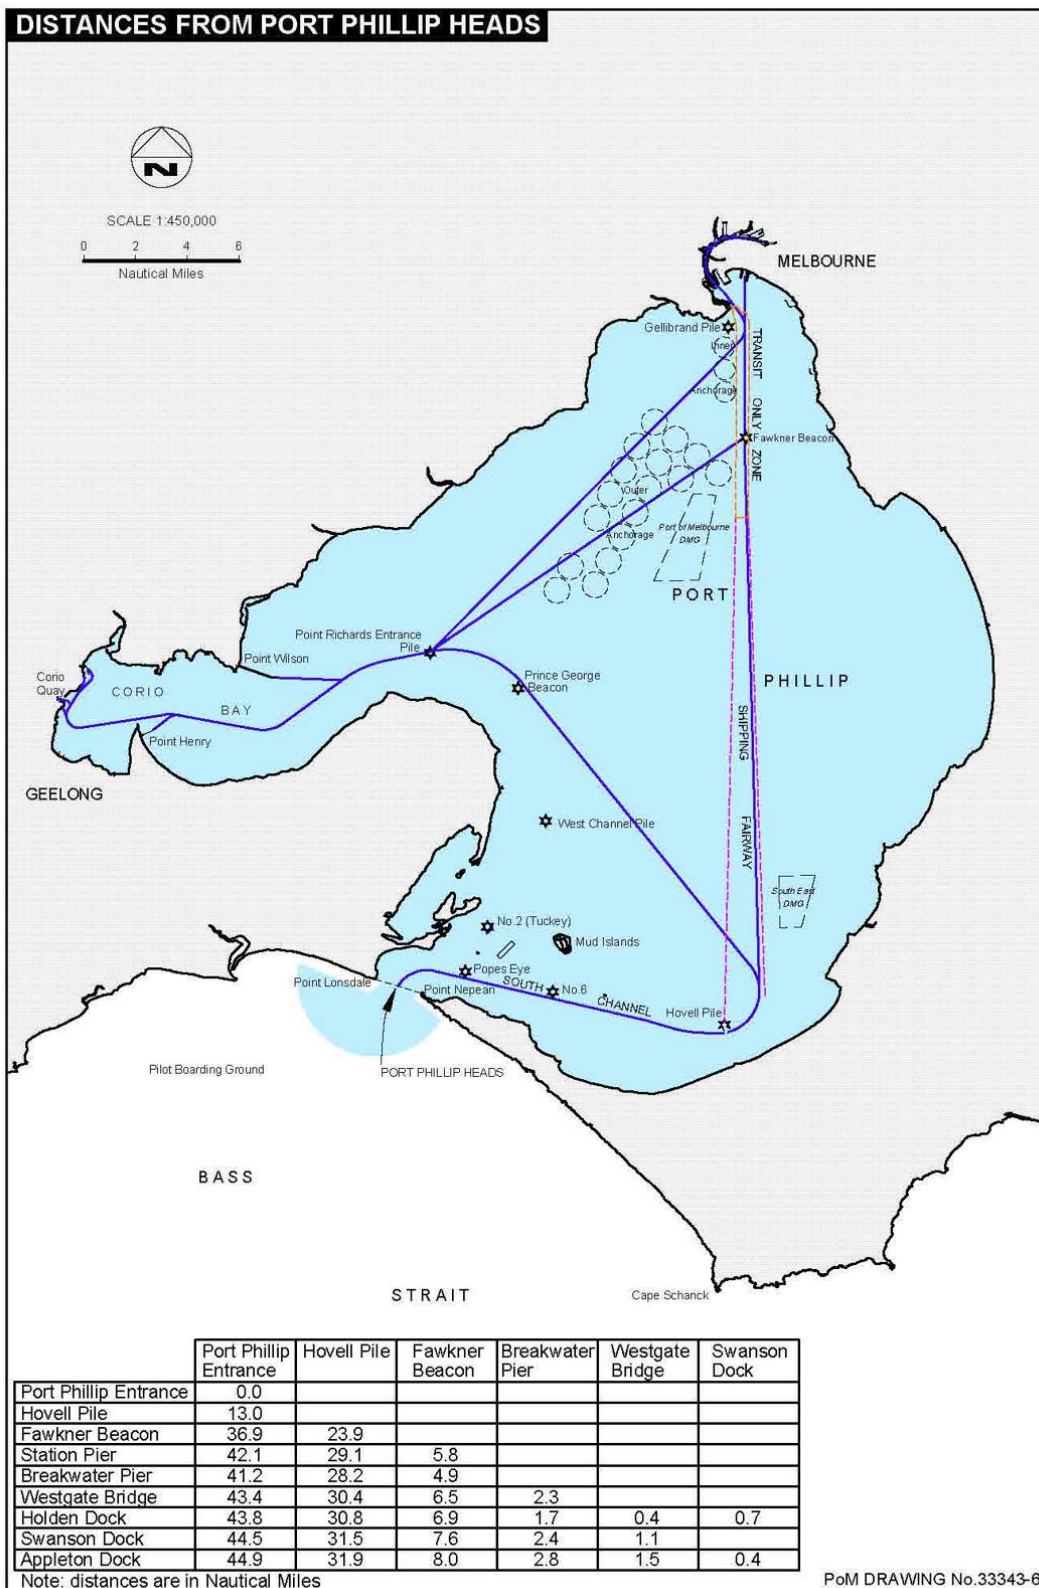 DISTANCES FROM PORT PHILLIP HEADS
N
SCALE 1:450,000
0 2 4 6
Nautical Miles
MELBOURNE
Gellibrand Pile
Inner
Anchorage
TRANSIT ONLY ZONE
Fawkner Beacon
Outer
Anchorage
Port of Melbourne
DMG
PORT
Point Richards Entrance
Pile
Point Wilson
Corio
Quay
CORIO
BAY
Prince George
Beacon
PHILLIP
Point Henry
SHIPPING FAIRWAY
GEELONG
West Channel Pile
South East
DMG
No.2 (Tuckey)
Mud Islands
Popes Eye
Point Lonsdale
Point Nepean
SOUTH CHANNEL
No.6
Hovell Pile
Pilot Boarding Ground
PORT PHILLIP HEADS
BASS
STRAIT
Cape Schanck
Port Phillip Entrance Hovell Pile Fawkner Beacon Breakwater Pier Westgate Bridge Swanson Dock
Port Phillip Entrance 0.0
Hovell Pile 13.0
Fawkner Beacon 36.9 23.9
Station Pier 42.1 29.1 5.8
Breakwater Pier 41.2 28.2 4.9
Westgate Bridge 43.4 30.4 6.5 2.3
Holden Dock 43.8 30.8 6.9 1.7 0.4 0.7
Swanson Dock 44.5 31.5 7.6 2.4 1.1
Appleton Dock 44.9 31.9 8.0 2.8 1.5 0.4
Note: distances are in Nautical Miles
PoM DRAWING No.33343-6